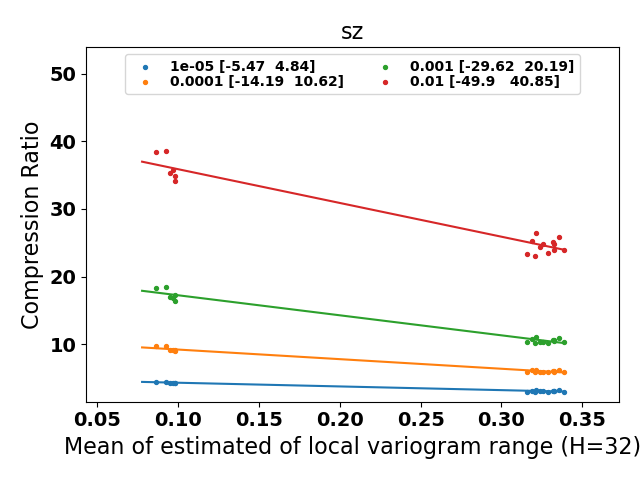 sz
1e-05 [-5.47 4.84]
0.0001 [-14.19 10.62]
0.001 [-29.62 20.19]
0.01 [-49.9 40.85]
Compression Ratio
50
40
30
20
10
0.05 0.10 0.15 0.20 0.25 0.30 0.35
Mean of estimated of local variogram range (H=32)